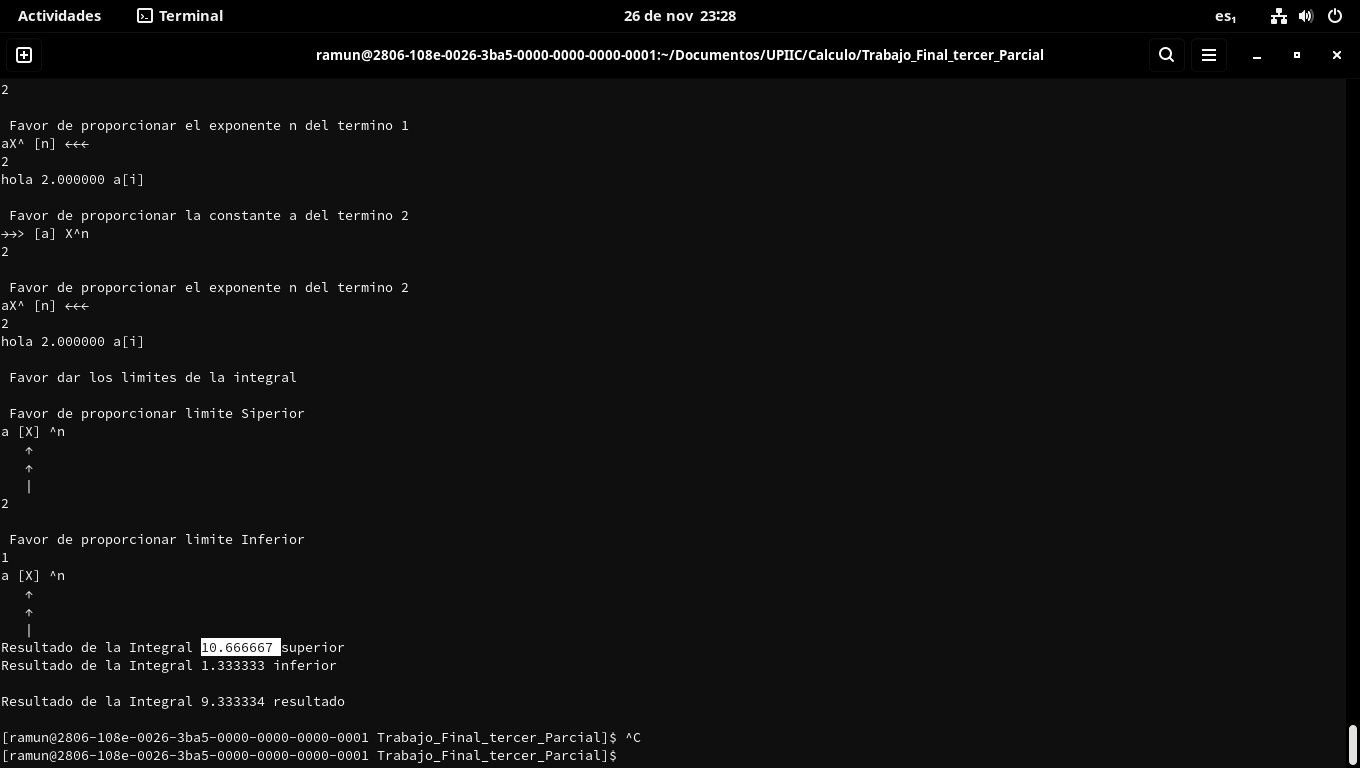 Actividades Terminal 26 de nov 23:28 es₁
ramun@2806-108e-0026-3ba5-0000-0000-0000-0001:~/Documentos/UPIIC/Calculo/Trabajo_Final_tercer_Parcial
2
Favor de proporcionar el exponente n del termino 1
aX^ [n] <<<
2
hola 2.000000 a[i]
Favor de proporcionar la constante a del termino 2
>>> [a] X^n
2
Favor de proporcionar el exponente n del termino 2
aX^ [n] <<<
2
hola 2.000000 a[i]
Favor dar los limites de la integral
Favor de proporcionar limite Siperior
a [X] ^n
↑
↑
|
2
Favor de proporcionar limite Inferior
1
a [X] ^n
↑
↑
|
Resultado de la Integral 10.666667 superior
Resultado de la Integral 1.333333 inferior
Resultado de la Integral 9.333334 resultado
[ramun@2806-108e-0026-3ba5-0000-0000-0000-0001 Trabajo_Final_tercer_Parcial]$ ^C
[ramun@2806-108e-0026-3ba5-0000-0000-0000-0001 Trabajo_Final_tercer_Parcial]$